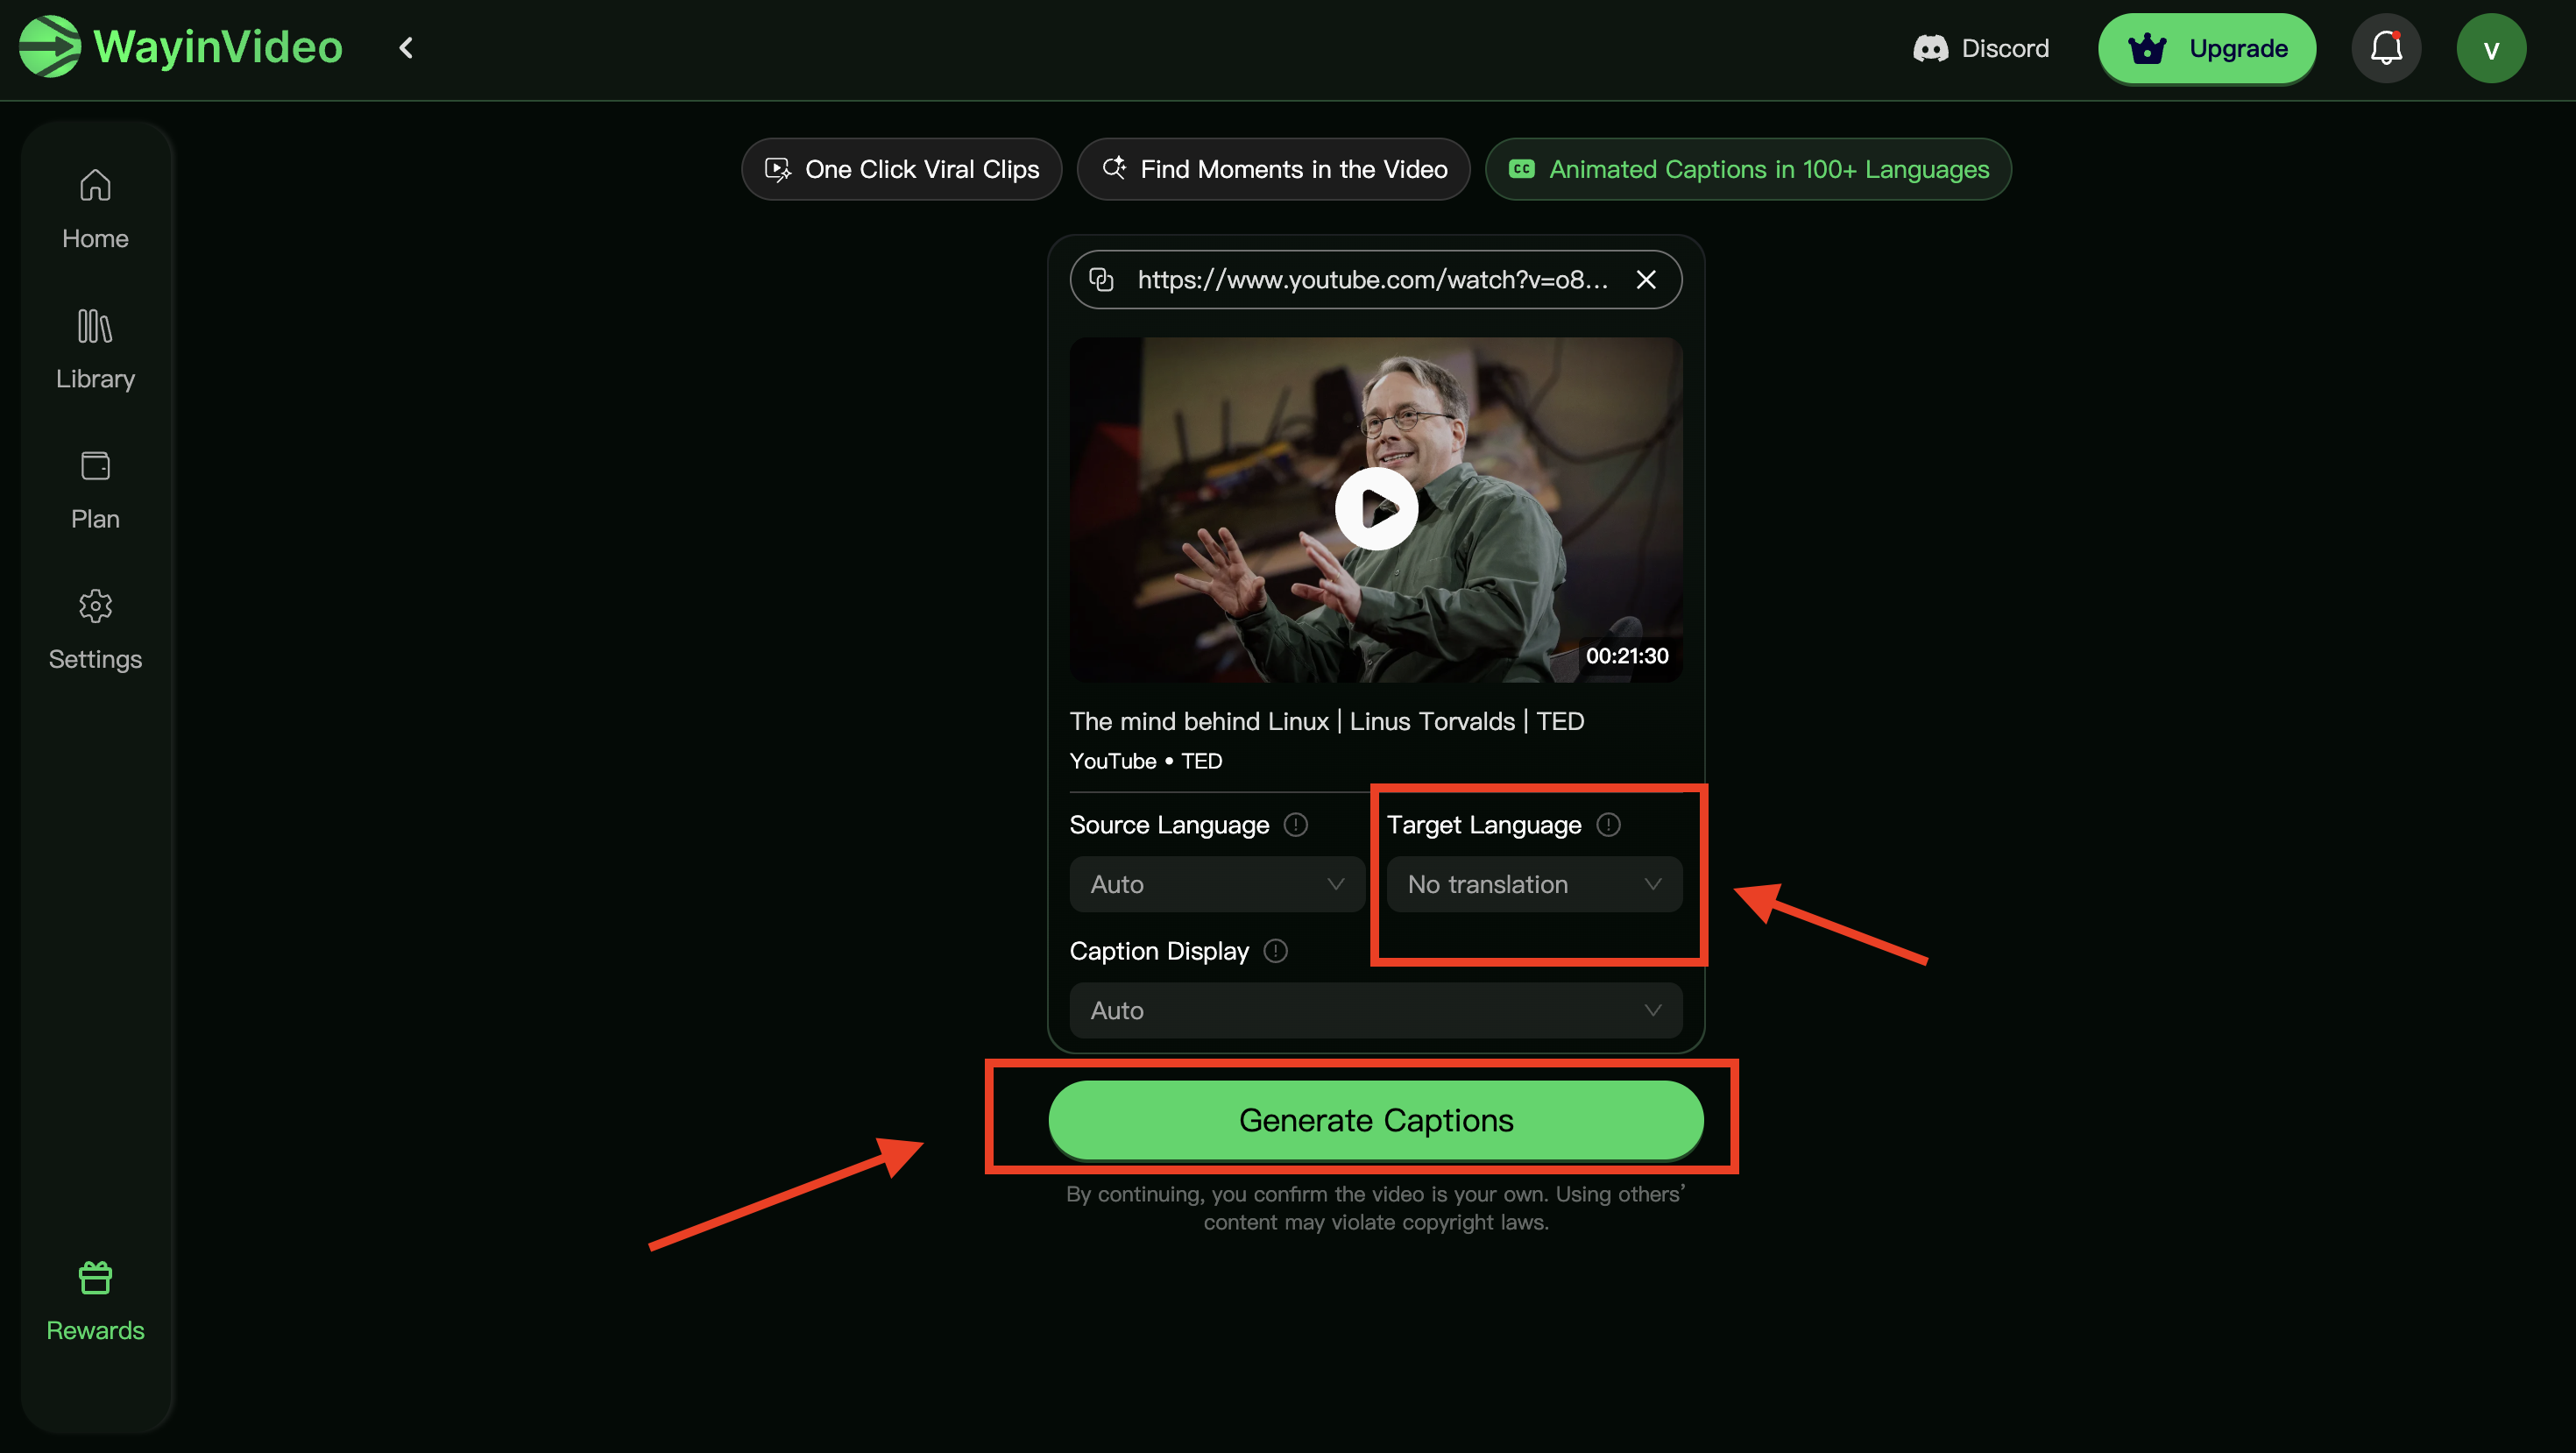 WayinVideo
Discord
Upgrade
V
One Click Viral Clips
Find Moments in the Video
CC Animated Captions in 100+ Languages
https://www.youtube.com/watch?v=o8...
Home
Library
Plan
Settings
00:21:30
The mind behind Linux | Linus Torvalds | TED
YouTube • TED
Source Language
Target Language
Auto
No translation
Caption Display
Auto
Generate Captions
By continuing, you confirm the video is your own. Using others’
content may violate copyright laws.
Rewards